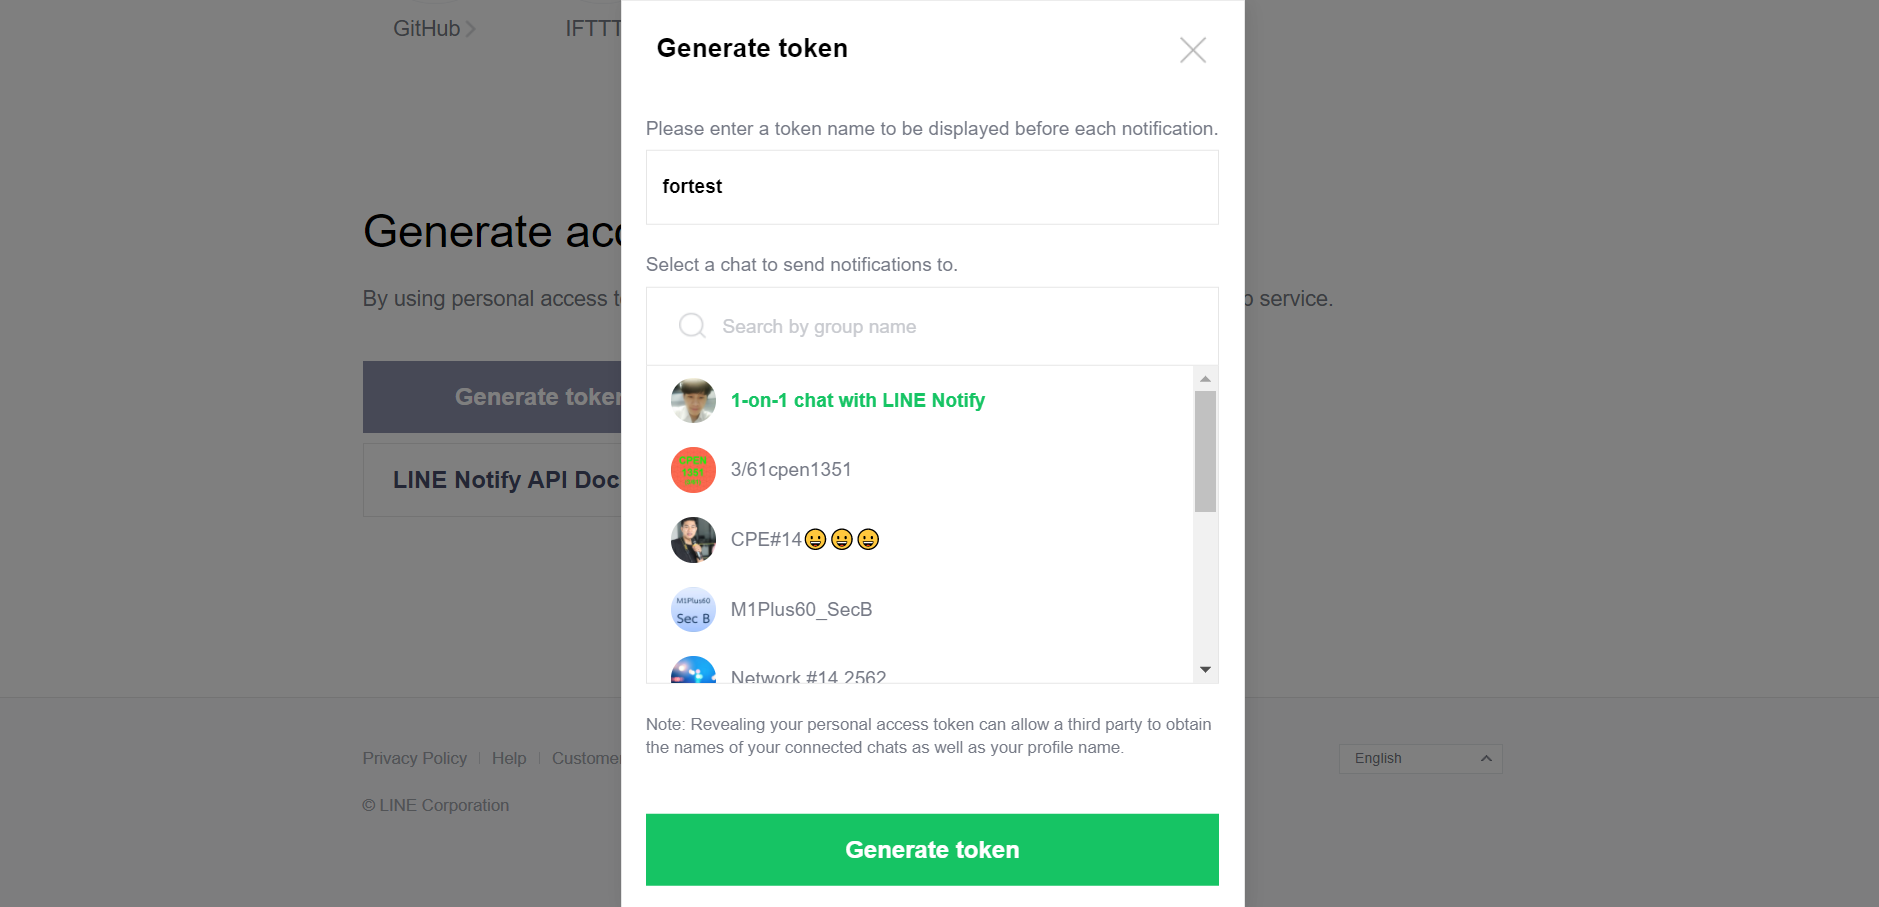 GitHub
IFTTT
Generate token
Please enter a token name to be displayed before each notification.
fortest
Generate acc
Select a chat to send notifications to.
By using personal access t
service.
Search by group name
Generate token
1-on-1 chat with LINE Notify
LINE Notify API Doc
3/61cpen1351
CPE#14😀😀😀
M1Plus60
Sec B
M1Plus60_SecB
Network #14 2562
Note: Revealing your personal access token can allow a third party to obtain
the names of your connected chats as well as your profile name.
Privacy Policy
Help
Customer
English
© LINE Corporation
Generate token